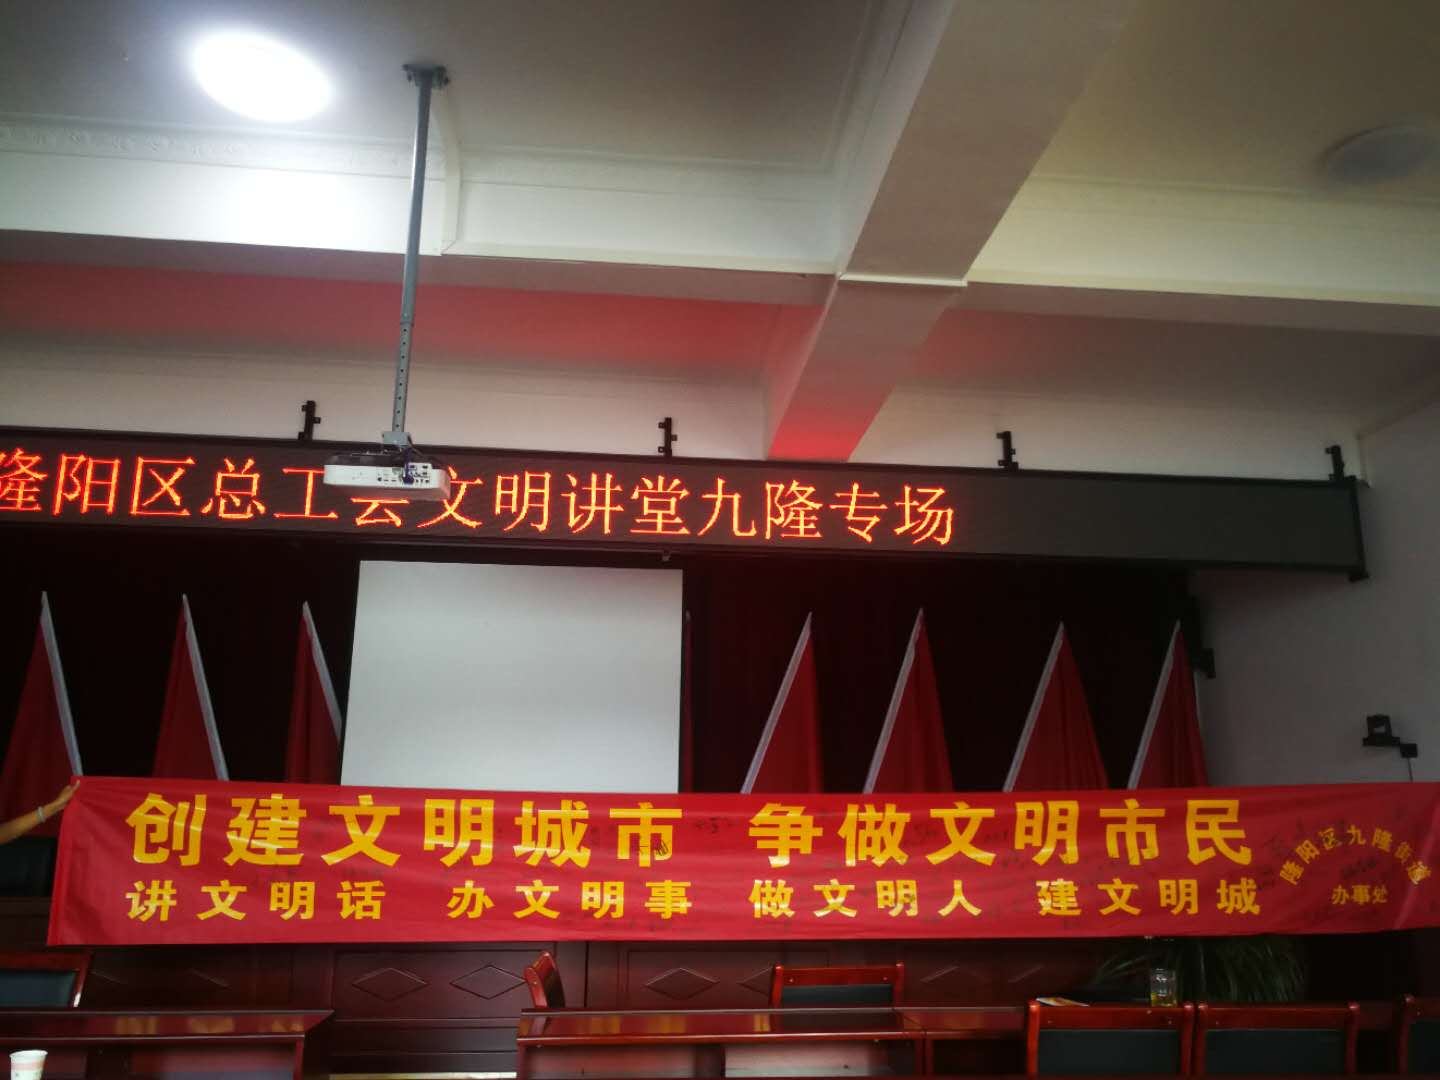 隆阳区总工会文明讲堂九隆专场
创建文明城市 争做文明市民
讲文明话 办文明事 做文明人 建文明城
隆阳区九隆街道
办事处